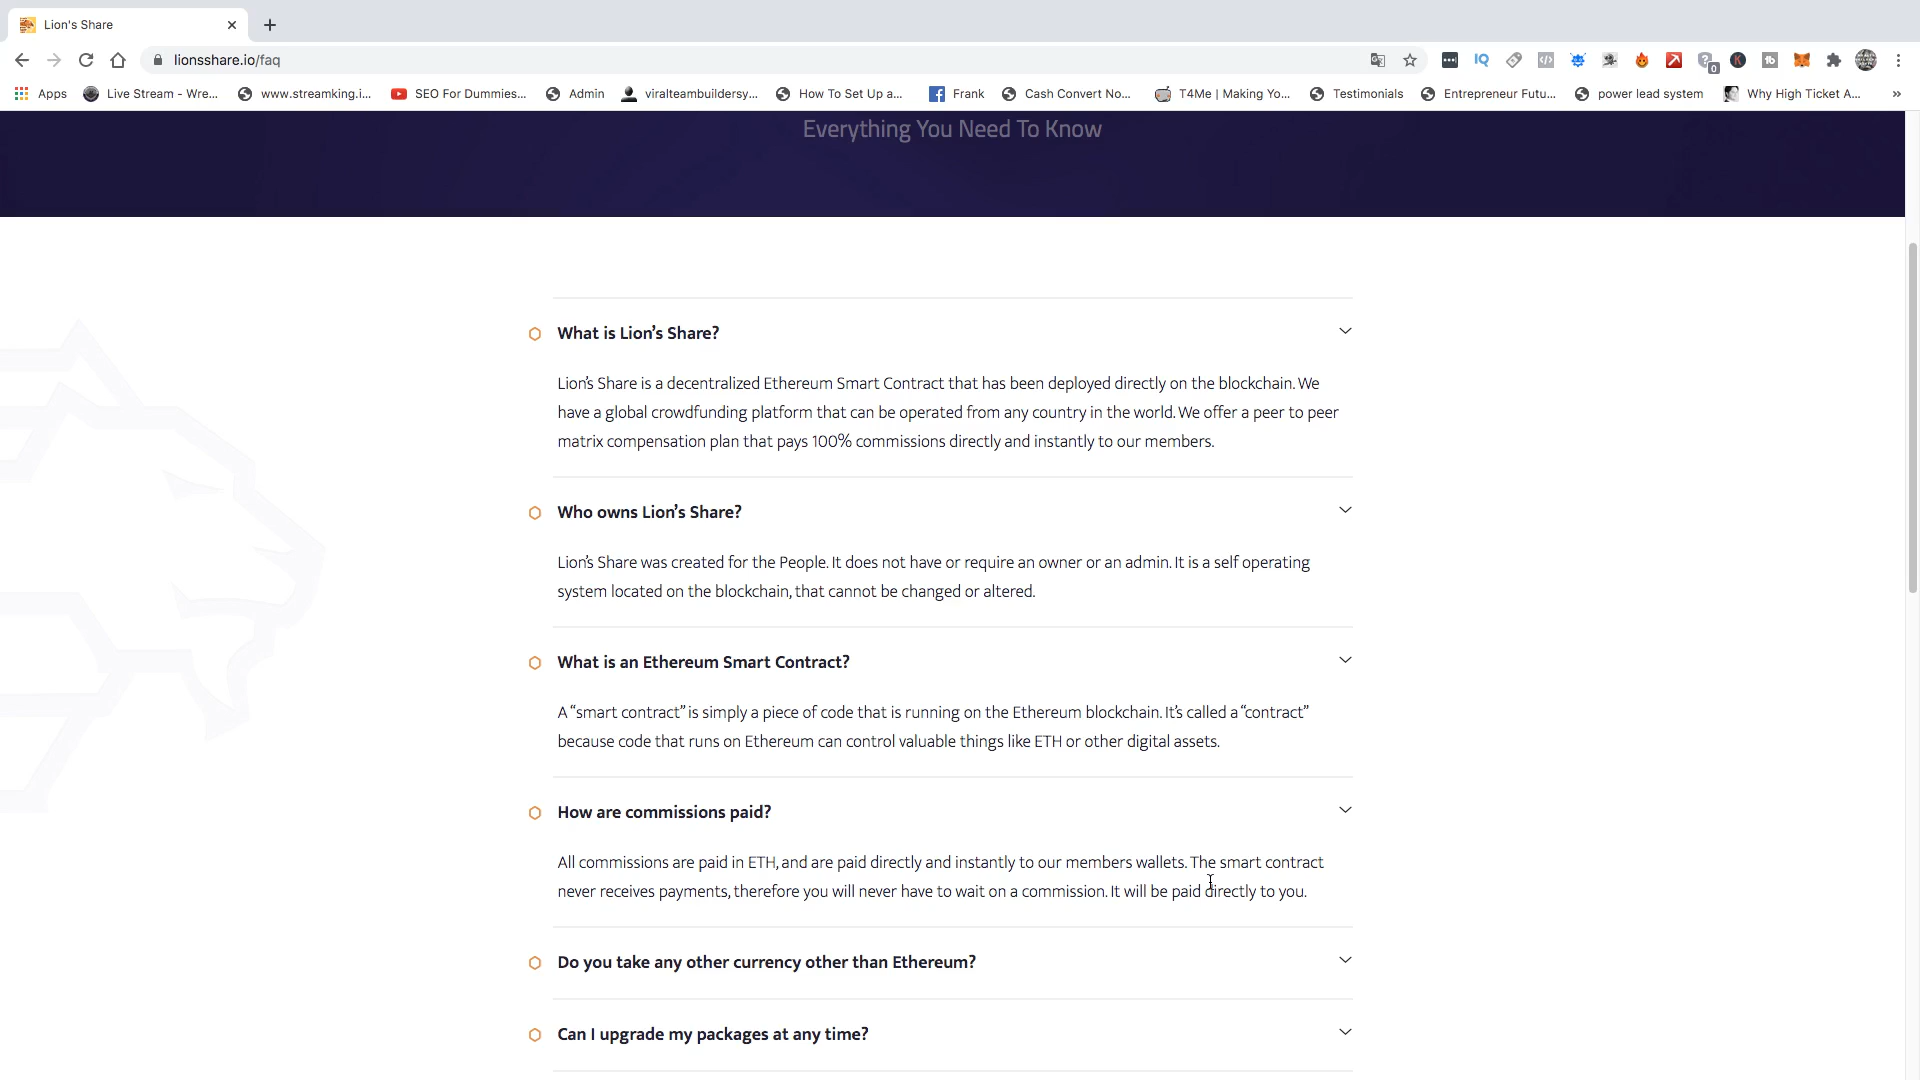 Lion's Share
lionsshare.io/faq
Apps
Live Stream - Wre...
www.streamking.i...
SEO For Dummies...
Admin
viralteambuildersy...
How To Set Up a...
Frank
Cash Convert No...
T4Me | Making Yo...
Testimonials
Entrepreneur Futu...
power lead system
Why High Ticket A...
Everything You Need To Know
What is Lion’s Share?
Lion’s Share is a decentralized Ethereum Smart Contract that has been deployed directly on the blockchain. We
have a global crowdfunding platform that can be operated from any country in the world. We offer a peer to peer
matrix compensation plan that pays 100% commissions directly and instantly to our members.
Who owns Lion’s Share?
Lion’s Share was created for the People. It does not have or require an owner or an admin. It is a self operating
system located on the blockchain, that cannot be changed or altered.
What is an Ethereum Smart Contract?
A “smart contract” is simply a piece of code that is running on the Ethereum blockchain. It’s called a “contract”
because code that runs on Ethereum can control valuable things like ETH or other digital assets.
How are commissions paid?
All commissions are paid in ETH, and are paid directly and instantly to our members wallets. The smart contract
never receives payments, therefore you will never have to wait on a commission. It will be paid directly to you.
Do you take any other currency other than Ethereum?
Can I upgrade my packages at any time?